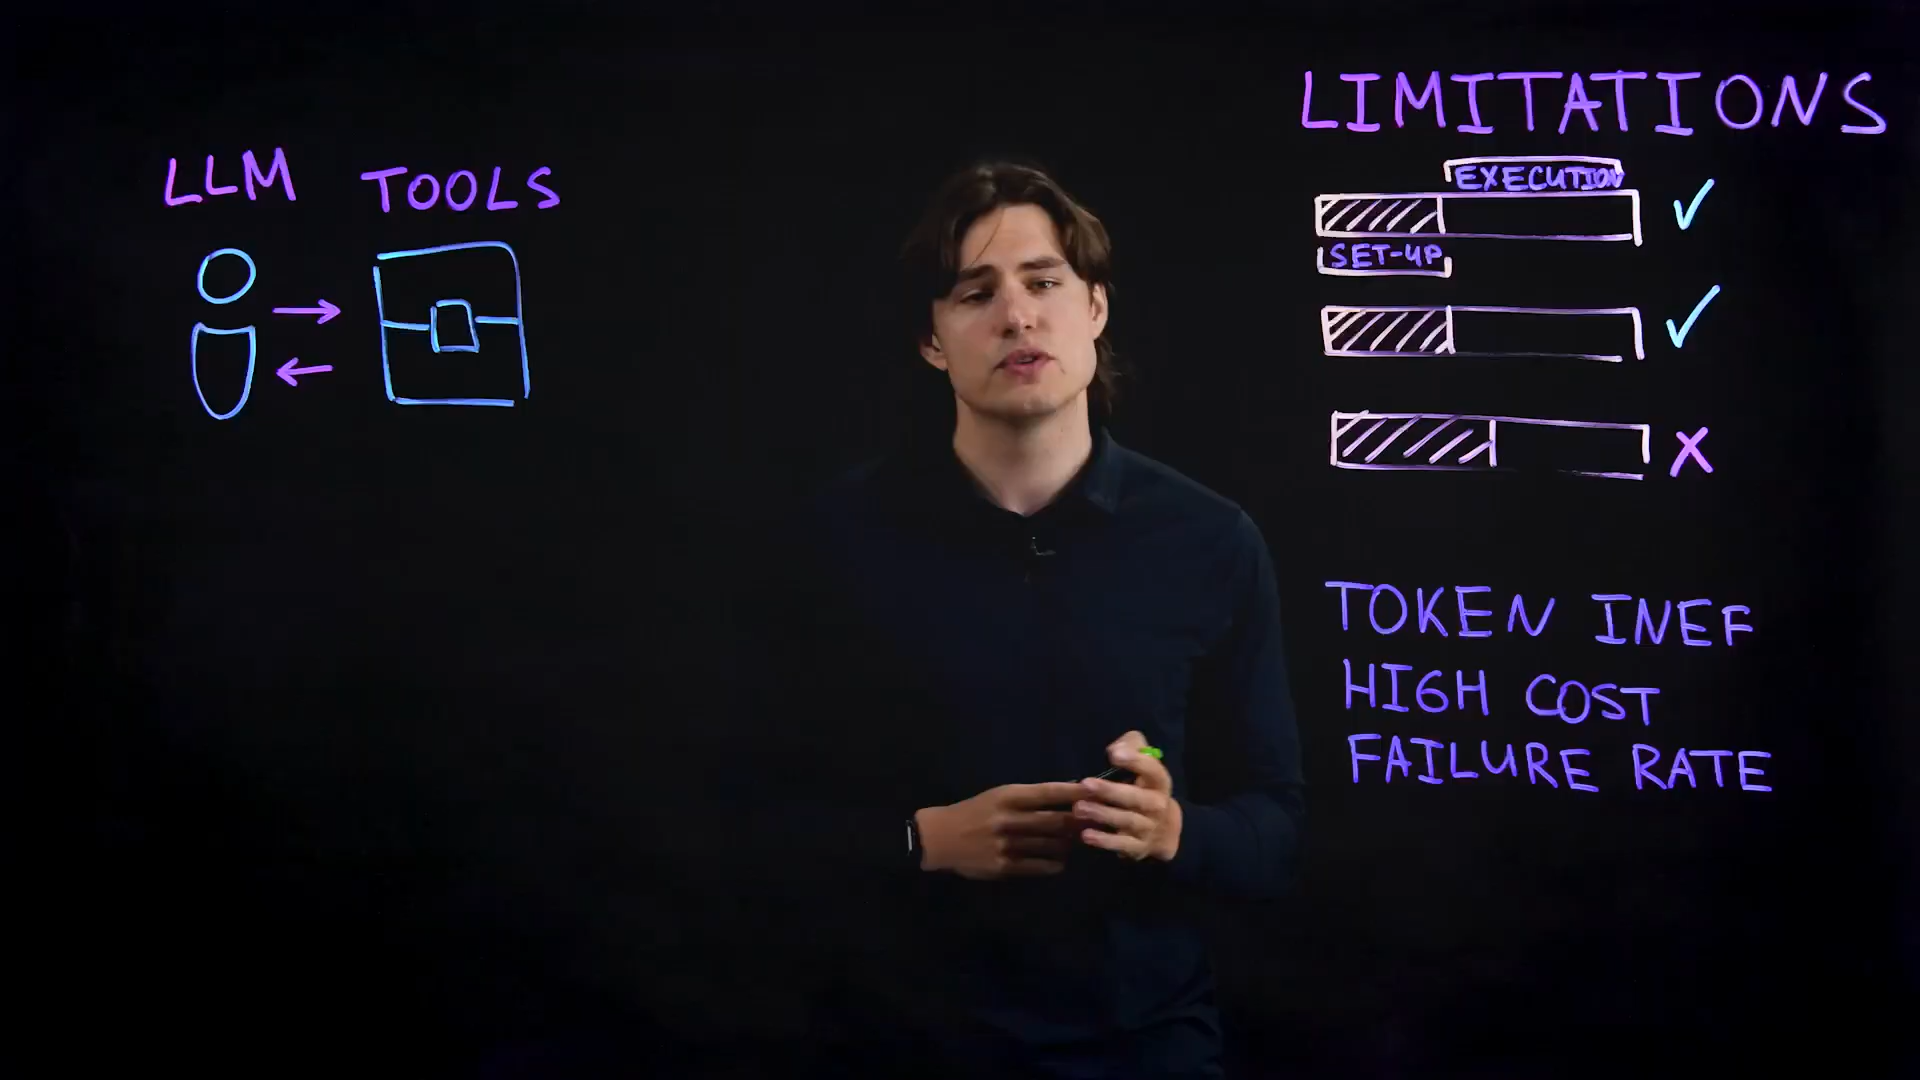 LLM TOOLS
LIMITATIONS
EXECUTION
SET-UP
TOKEN INEF
HIGH COST
FAILURE RATE